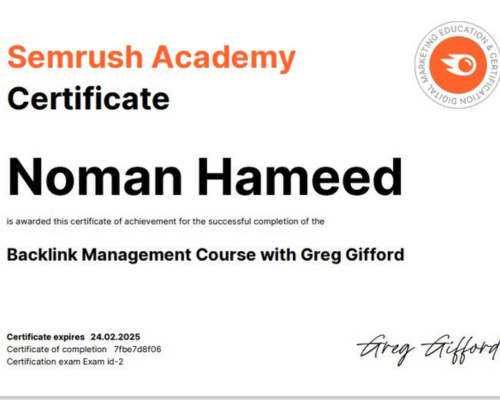 Semrush Academy
Certificate
DIGITAL MARKETING EDUCATION & CERTIFICATION
Noman Hameed
is awarded this certificate of achievement for the successful completion of the
Backlink Management Course with Greg Gifford
Certificate expires 24.02.2025
Certificate of completion 7fbe7d8f06
Certification exam Exam id-2
Greg Gifford